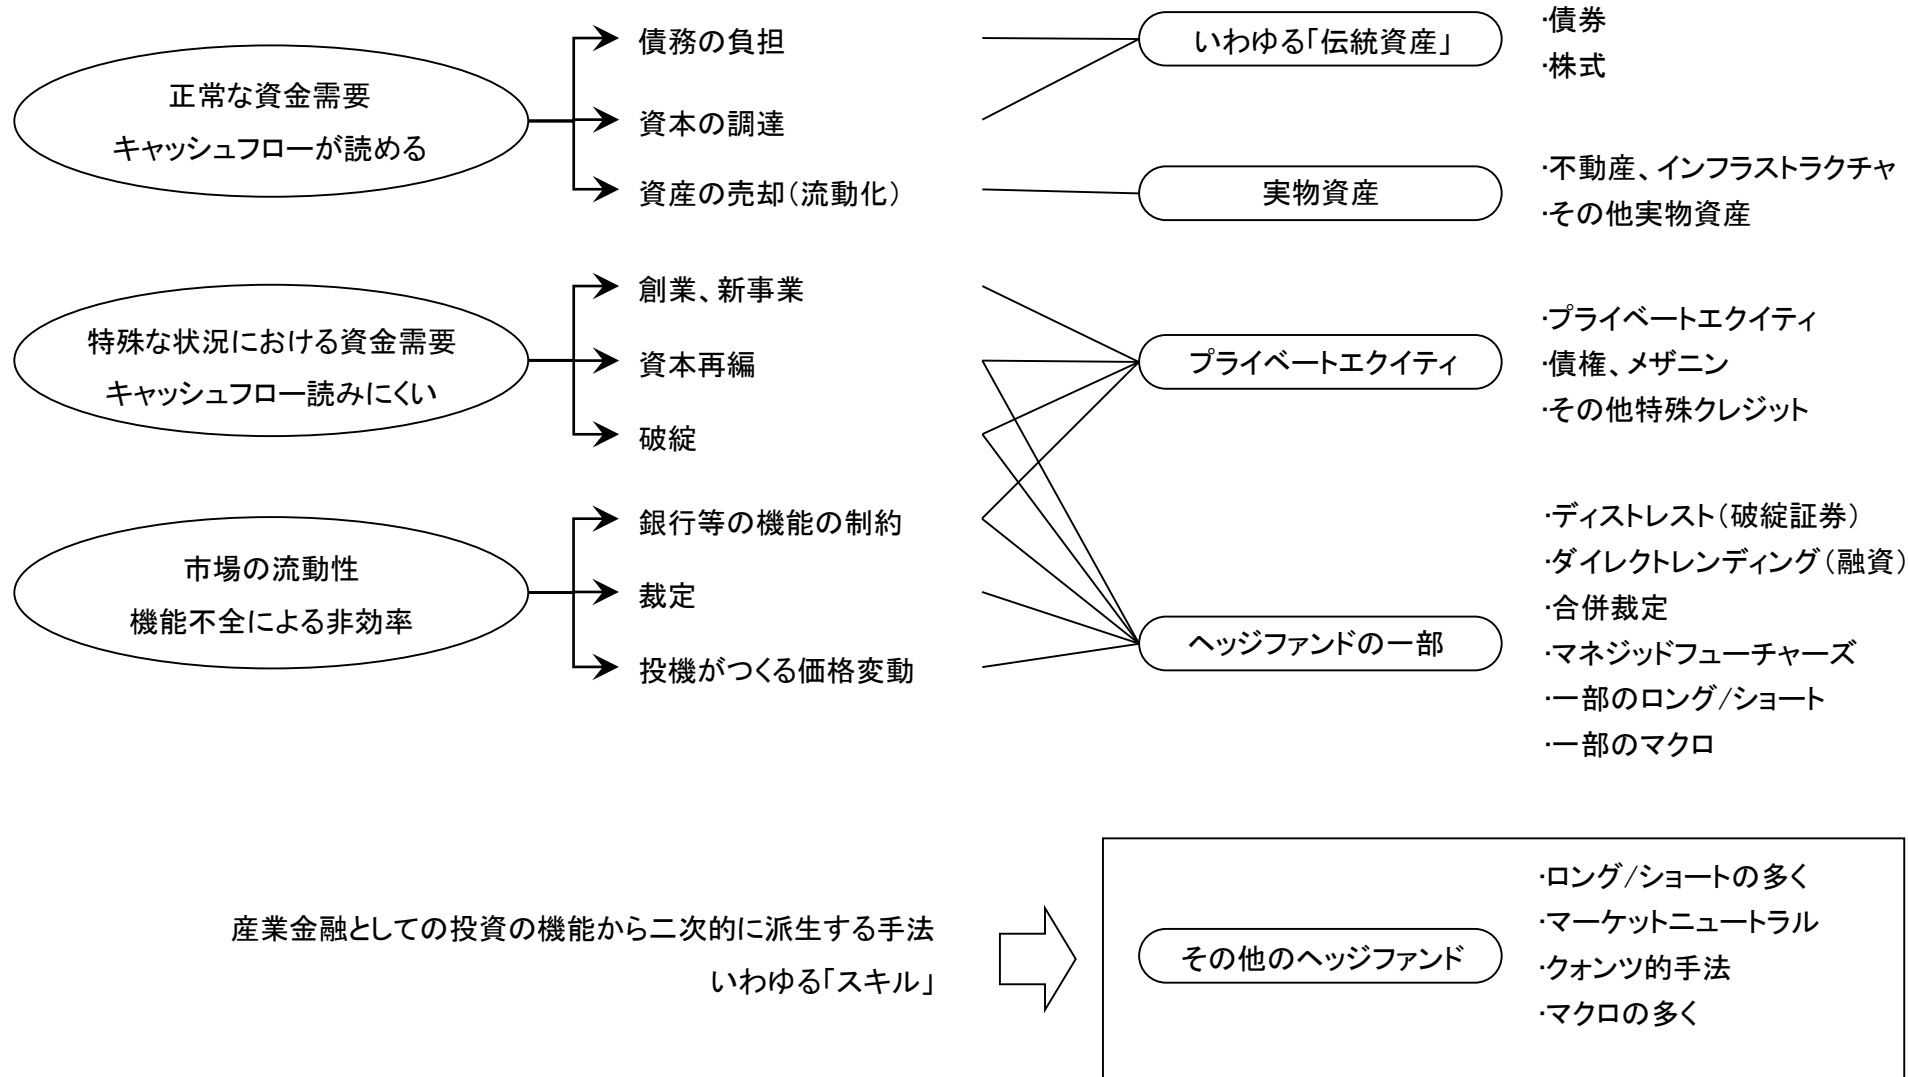 正常な資金需要
キャッシュフローが読める
債務の負担
資本の調達
資産の売却（流動化）
いわゆる「伝統資産」
・債券
・株式
実物資産
・不動産、インフラストラクチャ
・その他実物資産
特殊な状況における資金需要
キャッシュフロー読みにくい
創業、新事業
資本再編
破綻
プライベートエクイティ
・プライベートエクイティ
・債権、メザニン
・その他特殊クレジット
市場の流動性
機能不全による非効率
銀行等の機能の制約
裁定
投機がつくる価格変動
ヘッジファンドの一部
・ディストレスト（破綻証券）
・ダイレクトレンディング（融資）
・合併裁定
・マネジッドフューチャーズ
・一部のロング/ショート
・一部のマクロ
産業金融としての投資の機能から二次的に派生する手法
いわゆる「スキル」
その他のヘッジファンド
・ロング/ショートの多く
・マーケットニュートラル
・クォンツ的手法
・マクロの多く